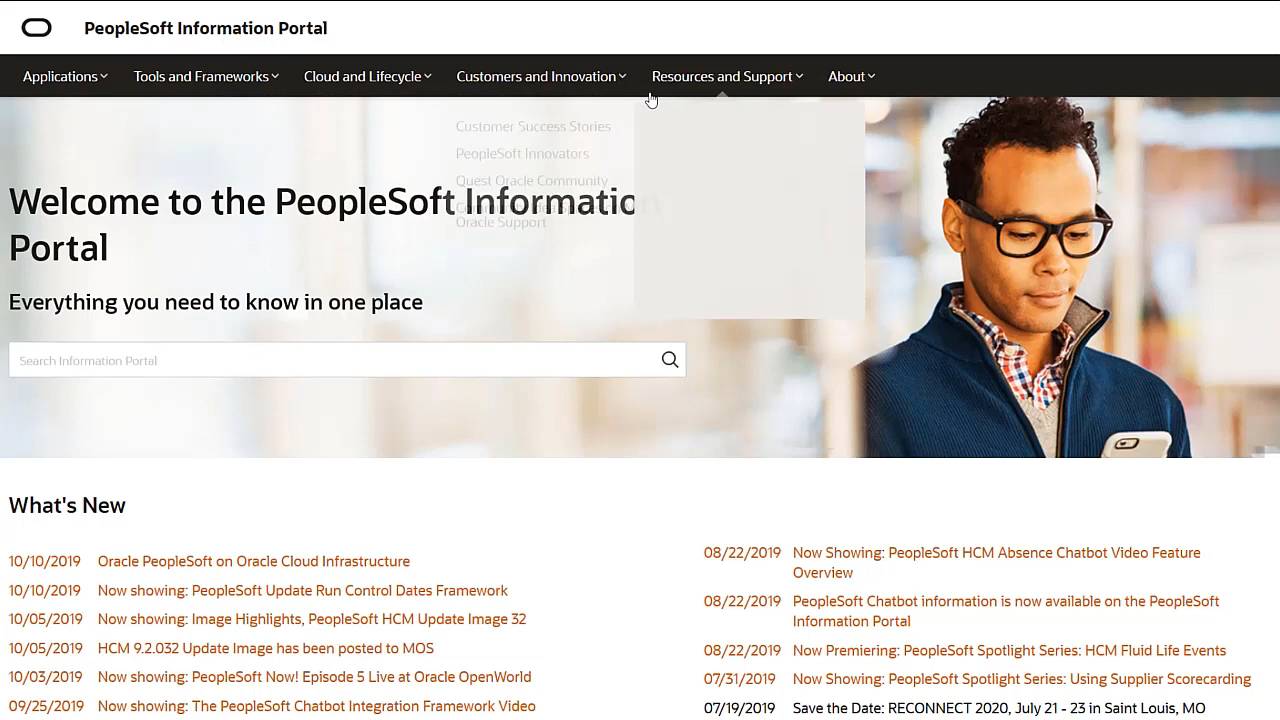 PeopleSoft Information Portal
Applications
Tools and Frameworks
Cloud and Lifecycle
Customers and Innovation
Resources and Support
About
Customer Success Stories
PeopleSoft Innovators
Quest Oracle Community
Oracle Support
Welcome to the PeopleSoft Informatio
Portal
Everything you need to know in one place
Search Information Portal
What's New
10/10/2019 Oracle PeopleSoft on Oracle Cloud Infrastructure
10/10/2019 Now showing: PeopleSoft Update Run Control Dates Framework
10/05/2019 Now showing: Image Highlights, PeopleSoft HCM Update Image 32
10/05/2019 HCM 9.2.032 Update Image has been posted to MOS
10/03/2019 Now showing: PeopleSoft Now! Episode 5 Live at Oracle OpenWorld
09/25/2019 Now showing: The PeopleSoft Chatbot Integration Framework Video
08/22/2019 Now Showing: PeopleSoft HCM Absence Chatbot Video Feature
Overview
08/22/2019 PeopleSoft Chatbot information is now available on the PeopleSoft
Information Portal
08/22/2019 Now Premiering: PeopleSoft Spotlight Series: HCM Fluid Life Events
07/31/2019 Now Showing: PeopleSoft Spotlight Series: Using Supplier Scorecarding
07/19/2019 Save the Date: RECONNECT 2020, July 21 - 23 in Saint Louis, MO